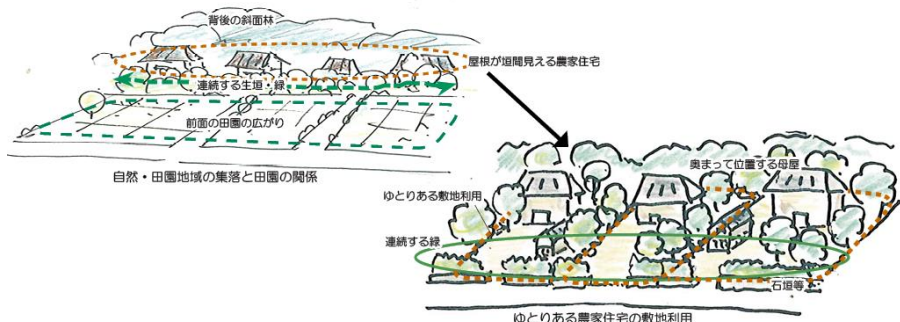 背後の斜面林
屋根が垣間見える農家住宅
連続する生垣・緑
前面の田園の広がり
自然・田園地域の集落と田園の関係
奥まって位置する母屋
ゆとりある敷地利用
連続する緑
石垣等
ゆとりある農家住宅の敷地利用